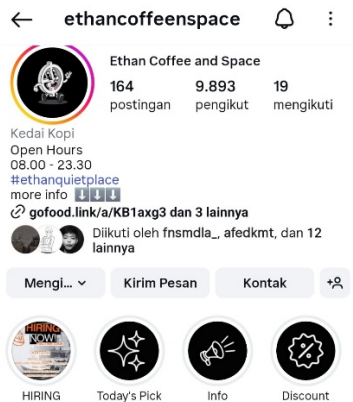 ethancoffeenspace
Ethan Coffee and Space
164 9.893 19
postingan pengikut mengikuti
Kedai Kopi
Open Hours
08.00 - 23.30
#ethanquietplace
more info ⬇️⬇️⬇️
gofood.link/a/KB1axg3 dan 3 lainnya
Diikuti oleh fnsmdla_, afedkmt, dan 12
lainnya
Mengi... Kirim Pesan Kontak
HIRING
NOW!
HIRING Today's Pick Info Discount